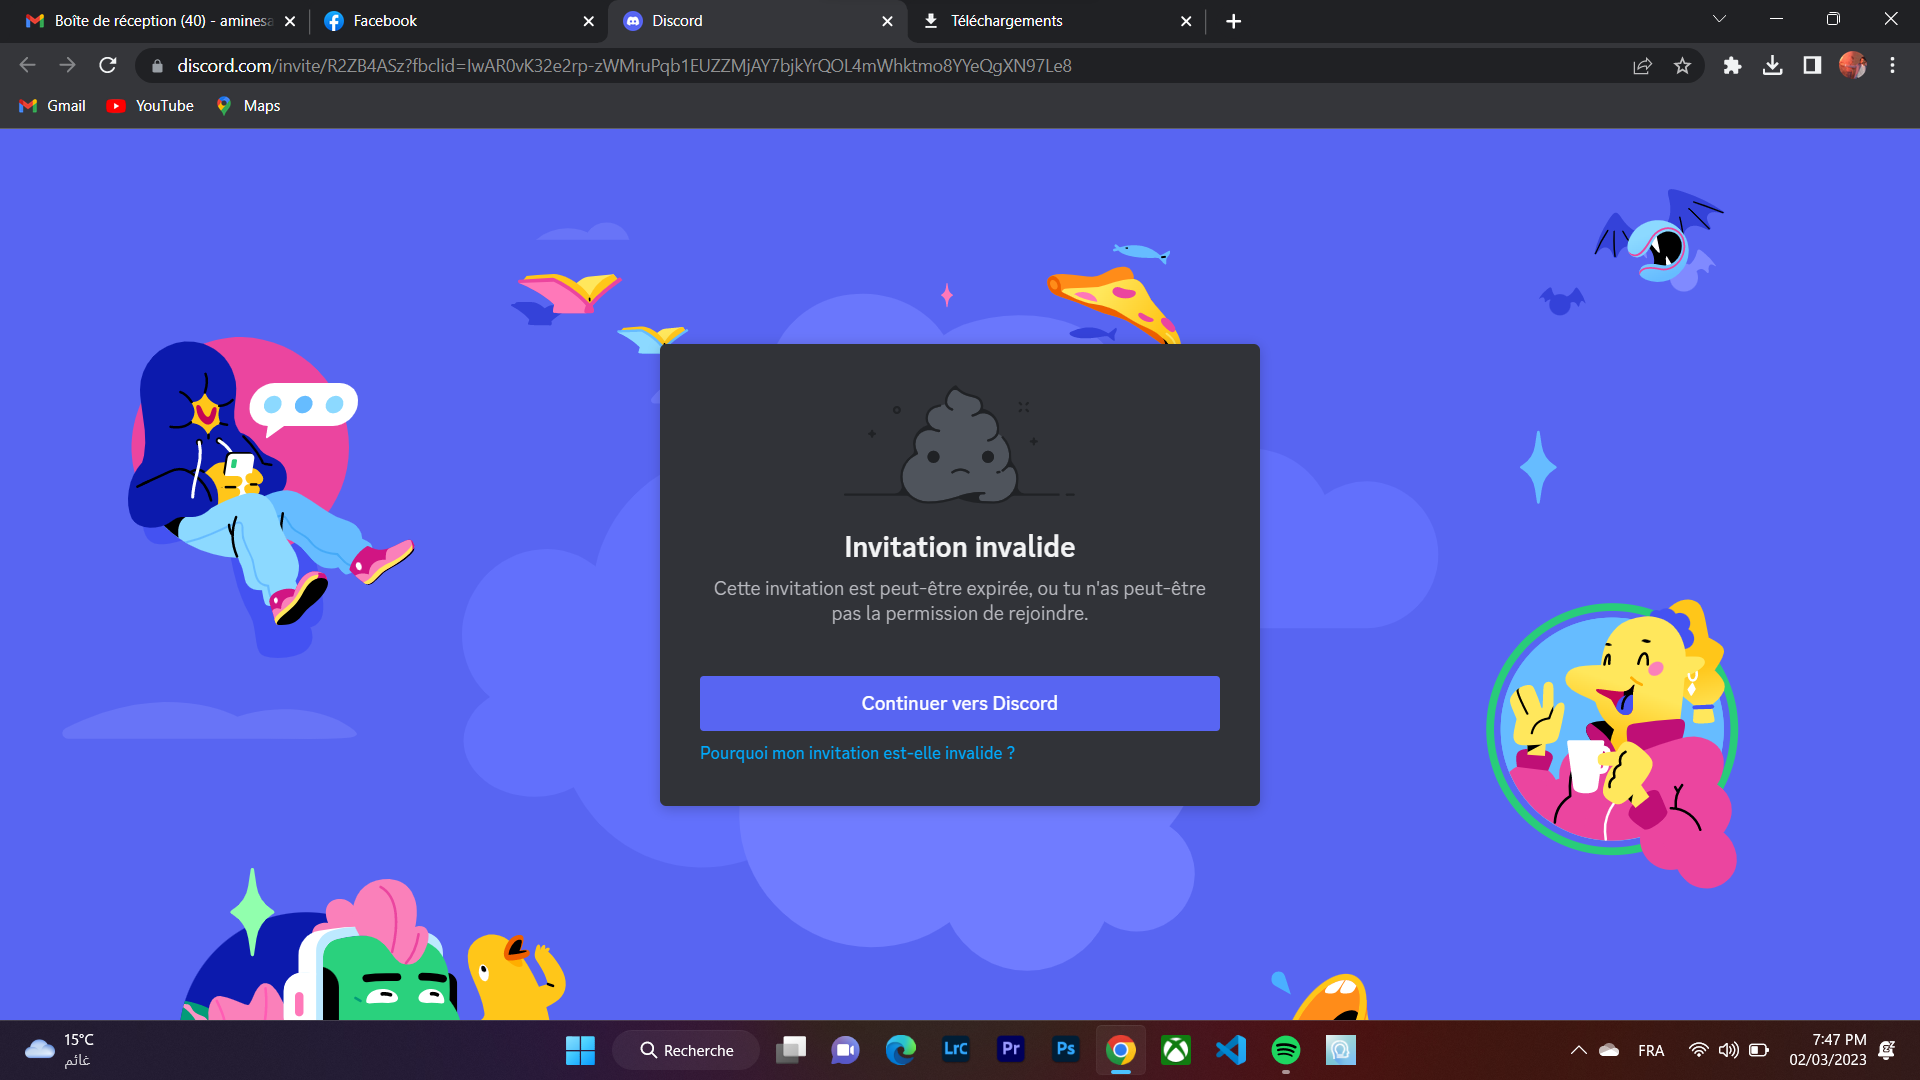 Boîte de réception (40) - aminesa
Facebook
Discord
Téléchargements
discord.com/invite/R2ZB4ASz?fbclid=IwAR0vK32e2rp-zWMruPqb1EUZZMjAY7bjkYrQOL4mWhktmo8YYeQgXN97Le8
Gmail
YouTube
Maps
Invitation invalide
Cette invitation est peut-être expirée, ou tu n'as peut-être
pas la permission de rejoindre.
Continuer vers Discord
Pourquoi mon invitation est-elle invalide ?
15°C
غائم
Recherche
LrC
Pr
Ps
FRA
7:47 PM
02/03/2023